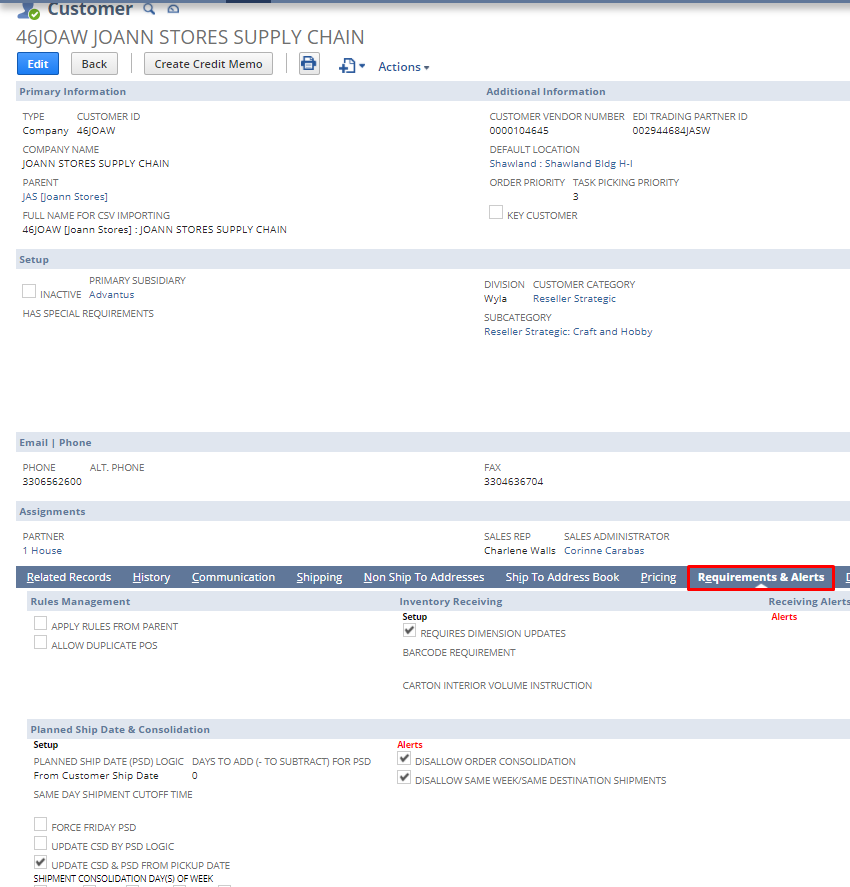 Customer
46JOAW JOANN STORES SUPPLY CHAIN
Edit Back Create Credit Memo Actions
Primary Information Additional Information
TYPE CUSTOMER ID CUSTOMER VENDOR NUMBER EDI TRADING PARTNER ID
Company 46JOAW 0000104645 002944684JASW
COMPANY NAME DEFAULT LOCATION
JOANN STORES SUPPLY CHAIN Shawland : Shawland Bldg H-I
PARENT ORDER PRIORITY TASK PICKING PRIORITY
JAS [Joann Stores] 3
FULL NAME FOR CSV IMPORTING KEY CUSTOMER
46JOAW [Joann Stores] : JOANN STORES SUPPLY CHAIN
Setup
PRIMARY SUBSIDIARY DIVISION CUSTOMER CATEGORY
INACTIVE Advantus Wyla Reseller Strategic
HAS SPECIAL REQUIREMENTS SUBCATEGORY
Reseller Strategic: Craft and Hobby
Email | Phone
PHONE ALT. PHONE FAX
3306562600 3304636704
Assignments
PARTNER SALES REP SALES ADMINISTRATOR
1 House Charlene Walls Corinne Carabas
Related Records History Communication Shipping Non Ship To Addresses Ship To Address Book Pricing Requirements & Alerts
Rules Management Inventory Receiving Receiving Alerts
Setup Alerts
APPLY RULES FROM PARENT REQUIRES DIMENSION UPDATES
ALLOW DUPLICATE POS BARCODE REQUIREMENT
CARTON INTERIOR VOLUME INSTRUCTION
Planned Ship Date & Consolidation
Setup Alerts
PLANNED SHIP DATE (PSD) LOGIC DAYS TO ADD (- TO SUBTRACT) FOR PSD DISALLOW ORDER CONSOLIDATION
From Customer Ship Date 0 DISALLOW SAME WEEK/SAME DESTINATION SHIPMENTS
SAME DAY SHIPMENT CUTOFF TIME
FORCE FRIDAY PSD
UPDATE CSD BY PSD LOGIC
UPDATE CSD & PSD FROM PICKUP DATE
SHIPMENT CONSOLIDATION DAY(S) OF WEEK